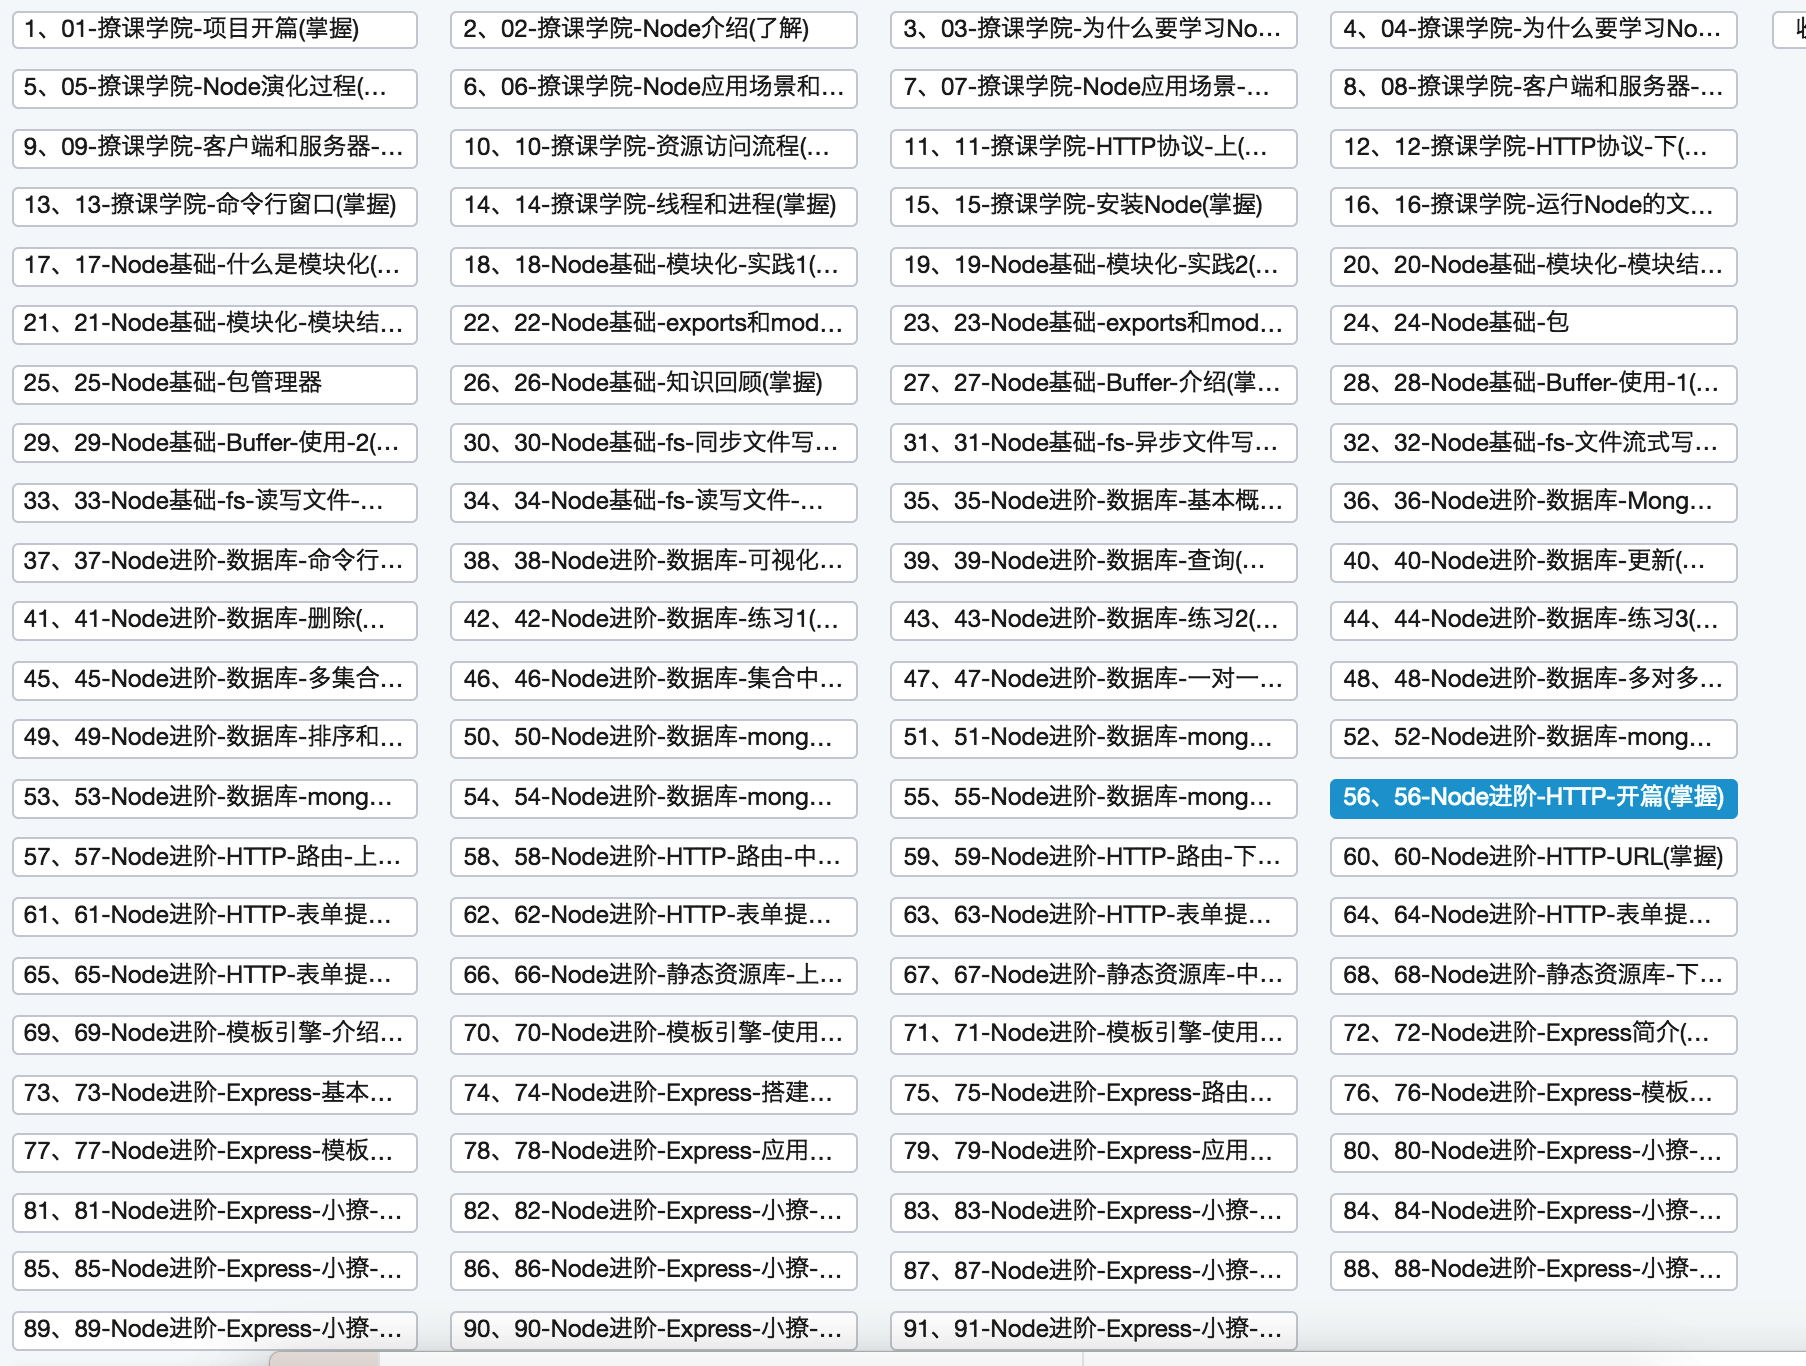 1、01-撩课学院-项目开篇(掌握)
2、02-撩课学院-Node介绍(了解)
3、03-撩课学院-为什么要学习No...
4、04-撩课学院-为什么要学习No...
5、05-撩课学院-Node演化过程(...
6、06-撩课学院-Node应用场景和...
7、07-撩课学院-Node应用场景-...
8、08-撩课学院-客户端和服务器-...
9、09-撩课学院-客户端和服务器-...
10、10-撩课学院-资源访问流程(...
11、11-撩课学院-HTTP协议-上(...
12、12-撩课学院-HTTP协议-下(...
13、13-撩课学院-命令行窗口(掌握)
14、14-撩课学院-线程和进程(掌握)
15、15-撩课学院-安装Node(掌握)
16、16-撩课学院-运行Node的文...
17、17-Node基础-什么是模块化(...
18、18-Node基础-模块化-实践1(...
19、19-Node基础-模块化-实践2(...
20、20-Node基础-模块化-模块结...
21、21-Node基础-模块化-模块结...
22、22-Node基础-exports和mod...
23、23-Node基础-exports和mod...
24、24-Node基础-包
25、25-Node基础-包管理器
26、26-Node基础-知识回顾(掌握)
27、27-Node基础-Buffer-介绍(掌...
28、28-Node基础-Buffer-使用-1(...
29、29-Node基础-Buffer-使用-2(...
30、30-Node基础-fs-同步文件写...
31、31-Node基础-fs-异步文件写...
32、32-Node基础-fs-文件流式写...
33、33-Node基础-fs-读写文件-...
34、34-Node基础-fs-读写文件-...
35、35-Node进阶-数据库-基本概...
36、36-Node进阶-数据库-Mong...
37、37-Node进阶-数据库-命令行...
38、38-Node进阶-数据库-可视化...
39、39-Node进阶-数据库-查询(...
40、40-Node进阶-数据库-更新(...
41、41-Node进阶-数据库-删除(...
42、42-Node进阶-数据库-练习1(...
43、43-Node进阶-数据库-练习2(...
44、44-Node进阶-数据库-练习3(...
45、45-Node进阶-数据库-多集合...
46、46-Node进阶-数据库-集合中...
47、47-Node进阶-数据库-一对一...
48、48-Node进阶-数据库-多对多...
49、49-Node进阶-数据库-排序和...
50、50-Node进阶-数据库-mong...
51、51-Node进阶-数据库-mong...
52、52-Node进阶-数据库-mong...
53、53-Node进阶-数据库-mong...
54、54-Node进阶-数据库-mong...
55、55-Node进阶-数据库-mong...
56、56-Node进阶-HTTP-开篇(掌握)
57、57-Node进阶-HTTP-路由-上...
58、58-Node进阶-HTTP-路由-中...
59、59-Node进阶-HTTP-路由-下...
60、60-Node进阶-HTTP-URL(掌握)
61、61-Node进阶-HTTP-表单提...
62、62-Node进阶-HTTP-表单提...
63、63-Node进阶-HTTP-表单提...
64、64-Node进阶-HTTP-表单提...
65、65-Node进阶-HTTP-表单提...
66、66-Node进阶-静态资源库-上...
67、67-Node进阶-静态资源库-中...
68、68-Node进阶-静态资源库-下...
69、69-Node进阶-模板引擎-介绍...
70、70-Node进阶-模板引擎-使用...
71、71-Node进阶-模板引擎-使用...
72、72-Node进阶-Express简介(...
73、73-Node进阶-Express-基本...
74、74-Node进阶-Express-搭建...
75、75-Node进阶-Express-路由...
76、76-Node进阶-Express-模板...
77、77-Node进阶-Express-模板...
78、78-Node进阶-Express-应用...
79、79-Node进阶-Express-应用...
80、80-Node进阶-Express-小撩-...
81、81-Node进阶-Express-小撩-...
82、82-Node进阶-Express-小撩-...
83、83-Node进阶-Express-小撩-...
84、84-Node进阶-Express-小撩-...
85、85-Node进阶-Express-小撩-...
86、86-Node进阶-Express-小撩-...
87、87-Node进阶-Express-小撩-...
88、88-Node进阶-Express-小撩-...
89、89-Node进阶-Express-小撩-...
90、90-Node进阶-Express-小撩-...
91、91-Node进阶-Express-小撩-...